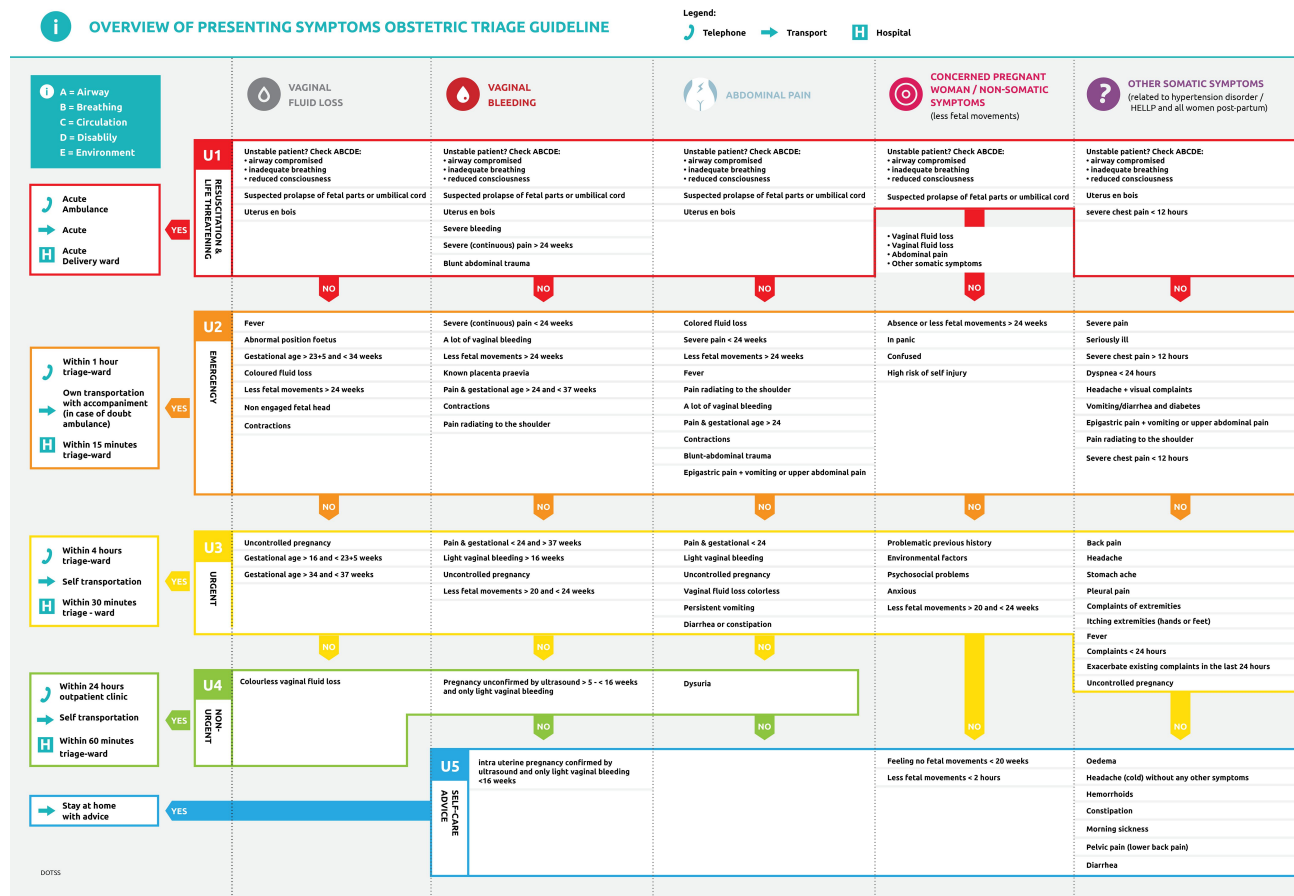 i
OVERVIEW OF PRESENTING SYMPTOMS OBSTETRIC TRIAGE GUIDELINE
Legend:
Telephone
Transport
H
Hospital
i
A = Airway
B = Breathing
C = Circulation
D = Disablily
E = Environment
VAGINAL
FLUID LOSS
VAGINAL
BLEEDING
ABDOMINAL PAIN
CONCERNED PREGNANT
WOMAN / NON-SOMATIC
SYMPTOMS
(less fetal movements)
?
OTHER SOMATIC SYMPTOMS
(related to hypertension disorder /
HELLP and all women post-partum)
Acute
Ambulance
Acute
H
Acute
Delivery ward
YES
U1
RESUSCITATION &
LIFE THREATENING
Unstable patient? Check ABCDE:
• airway compromised
• inadequate breathing
• reduced consciousness
Suspected prolapse of fetal parts or umbilical cord
Uterus en bois
NO
Unstable patient? Check ABCDE:
• airway compromised
• inadequate breathing
• reduced consciousness
Suspected prolapse of fetal parts or umbilical cord
Uterus en bois
Severe bleeding
Severe (continuous) pain > 24 weeks
Blunt abdominal trauma
NO
Unstable patient? Check ABCDE:
• airway compromised
• inadequate breathing
• reduced consciousness
Suspected prolapse of fetal parts or umbilical cord
Uterus en bois
NO
Unstable patient? Check ABCDE:
• airway compromised
• inadequate breathing
• reduced consciousness
Suspected prolapse of fetal parts or umbilical cord
• Vaginal fluid loss
• Vaginal fluid loss
• Abdominal pain
• Other somatic symptoms
NO
Unstable patient? Check ABCDE:
• airway compromised
• inadequate breathing
• reduced consciousness
Uterus en bois
severe chest pain < 12 hours
NO
Within 1 hour
triage-ward
Own transportation
with accompaniment
(in case of doubt
ambulance)
H
Within 15 minutes
triage-ward
YES
U2
EMERGENGY
Fever
Abnormal position foetus
Gestational age > 23+5 and < 34 weeks
Coloured fluid loss
Less fetal movements > 24 weeks
Non engaged fetal head
Contractions
NO
Severe (continuous) pain < 24 weeks
A lot of vaginal bleeding
Less fetal movements > 24 weeks
Known placenta praevia
Pain & gestational age > 24 and < 37 weeks
Contractions
Pain radiating to the shoulder
NO
Colored fluid loss
Severe pain < 24 weeks
Less fetal movements > 24 weeks
Fever
Pain radiating to the shoulder
A lot of vaginal bleeding
Pain & gestational age > 24
Contractions
Blunt-abdominal trauma
Epigastric pain + vomiting or upper abdominal pain
NO
Absence or less fetal movements > 24 weeks
In panic
Confused
High risk of self injury
NO
Severe pain
Seriously ill
Severe chest pain > 12 hours
Dyspnea < 24 hours
Headache + visual complaints
Vomiting/diarrhea and diabetes
Epigastric pain + vomiting or upper abdominal pain
Pain radiating to the shoulder
Severe chest pain < 12 hours
NO
Within 4 hours
triage-ward
Self transportation
H
Within 30 minutes
triage - ward
YES
U3
URGENT
Uncontrolled pregnancy
Gestational age > 16 and < 23+5 weeks
Gestational age > 34 and < 37 weeks
NO
Pain & gestational < 24 and > 37 weeks
Light vaginal bleeding > 16 weeks
Uncontrolled pregnancy
Less fetal movements > 20 and < 24 weeks
NO
Pain & gestational < 24
Light vaginal bleeding
Uncontrolled pregnancy
Vaginal fluid loss colorless
Persistent vomiting
Diarrhea or constipation
NO
Problematic previous history
Environmental factors
Psychosocial problems
Anxious
Less fetal movements > 20 and < 24 weeks
NO
Back pain
Headache
Stomach ache
Pleural pain
Complaints of extremities
Itching extremities (hands or feet)
Fever
Complaints < 24 hours
Exacerbate existing complaints in the last 24 hours
Uncontrolled pregnancy
NO
Within 24 hours
outpatient clinic
Self transportation
H
Within 60 minutes
triage-ward
YES
U4
NON-
URGENT
Colourless vaginal fluid loss
Pregnancy unconfirmed by ultrasound > 5 - < 16 weeks
and only light vaginal bleeding
NO
Dysuria
NO
Stay at home
with advice
YES
U5
SELF-CARE
ADVICE
intra uterine pregnancy confirmed by
ultrasound and only light vaginal bleeding
<16 weeks
Feeling no fetal movements < 20 weeks
Less fetal movements < 2 hours
Oedema
Headache (cold) without any other symptoms
Hemorrhoids
Constipation
Morning sickness
Pelvic pain (lower back pain)
Diarrhea
DOTSS